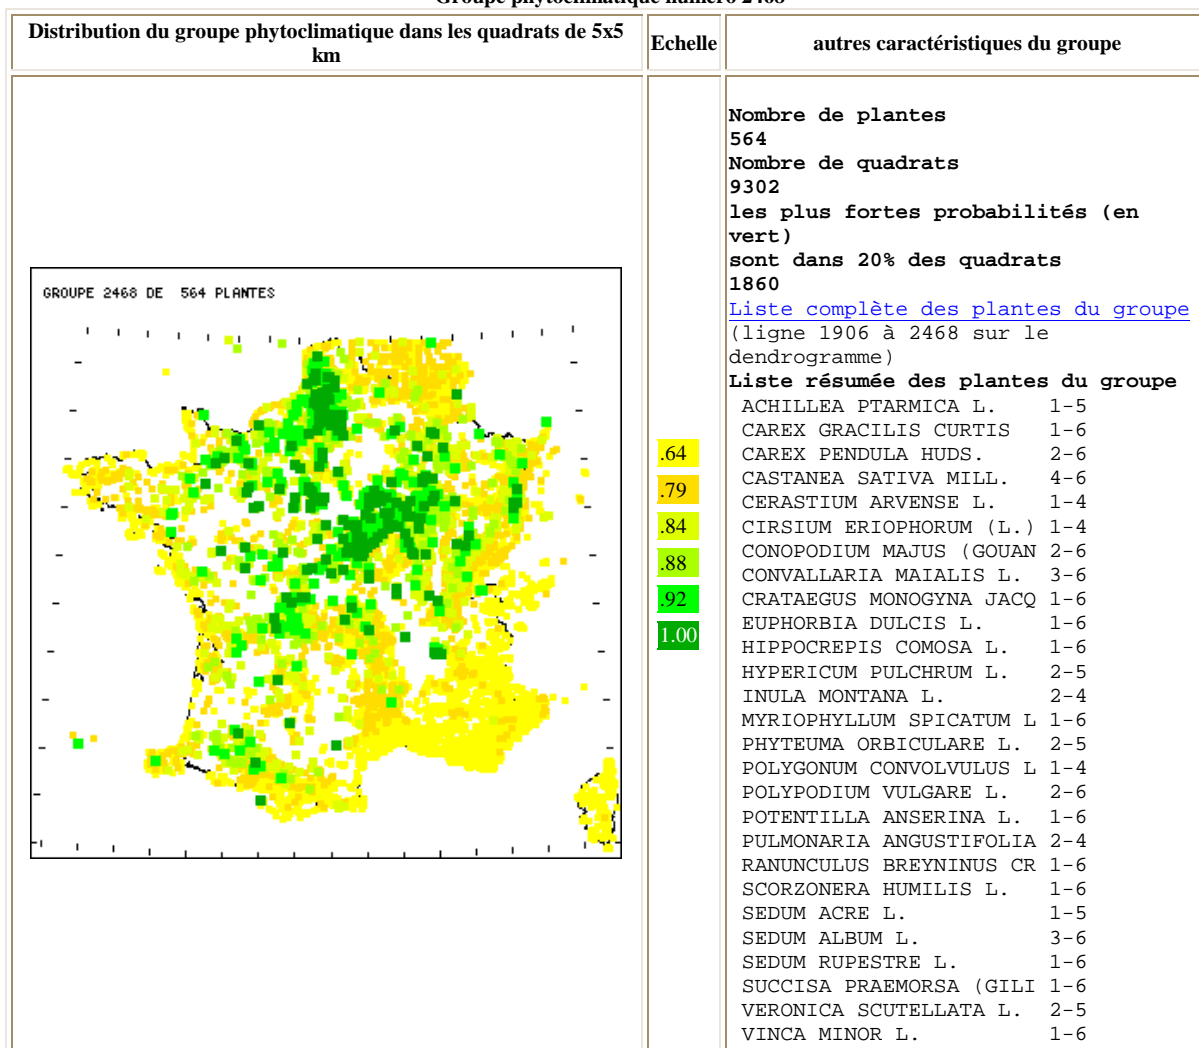 Groupe phytoclimatique numéro 2468
Distribution du groupe phytoclimatique dans les quadrats de 5x5
km
Echelle
autres caractéristiques du groupe
GROUPE 2468 DE 564 PLANTES
.64
.79
.84
.88
.92
1.00
Nombre de plantes
564
Nombre de quadrats
9302
les plus fortes probabilités (en
vert)
sont dans 20% des quadrats
1860
Liste complète des plantes du groupe
(ligne 1906 à 2468 sur le
dendrogramme)
Liste résumée des plantes du groupe
ACHILLEA PTARMICA L. 1-5
CAREX GRACILIS CURTIS 1-6
CAREX PENDULA HUDS. 2-6
CASTANEA SATIVA MILL. 4-6
CERASTIUM ARVENSE L. 1-4
CIRSIUM ERIOPHORUM (L.) 1-4
CONOPODIUM MAJUS (GOUAN 2-6
CONVALLARIA MAIALIS L. 3-6
CRATAEGUS MONOGYNA JACQ 1-6
EUPHORBIA DULCIS L. 1-6
HIPPOCREPIS COMOSA L. 1-6
HYPERICUM PULCHRUM L. 2-5
INULA MONTANA L. 2-4
MYRIOPHYLLUM SPICATUM L 1-6
PHYTEUMA ORBICULARE L. 2-5
POLYGONUM CONVOLVULUS L 1-4
POLYPODIUM VULGARE L. 2-6
POTENTILLA ANSERINA L. 1-6
PULMONARIA ANGUSTIFOLIA 2-4
RANUNCULUS BREYNINUS CR 1-6
SCORZONERA HUMILIS L. 1-6
SEDUM ACRE L. 1-5
SEDUM ALBUM L. 3-6
SEDUM RUPESTRE L. 1-6
SUCCISA PRAEMORSA (GILI 1-6
VERONICA SCUTELLATA L. 2-5
VINCA MINOR L. 1-6